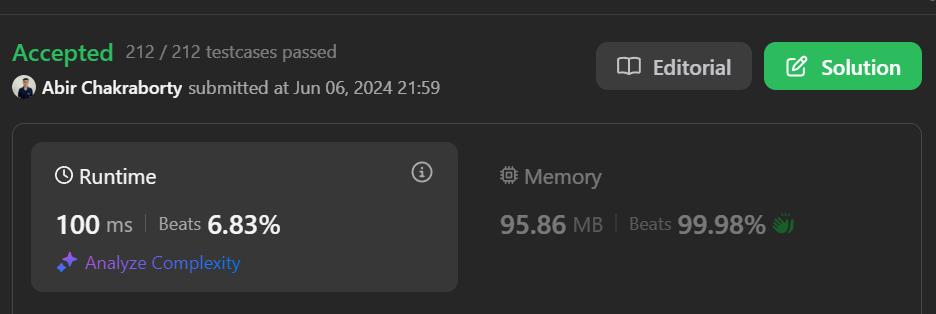 Accepted 212 / 212 testcases passed
Editorial
Solution
Abir Chakraborty submitted at Jun 06, 2024 21:59
Runtime
100 ms | Beats 6.83%
Analyze Complexity
Memory
95.86 MB | Beats 99.98%